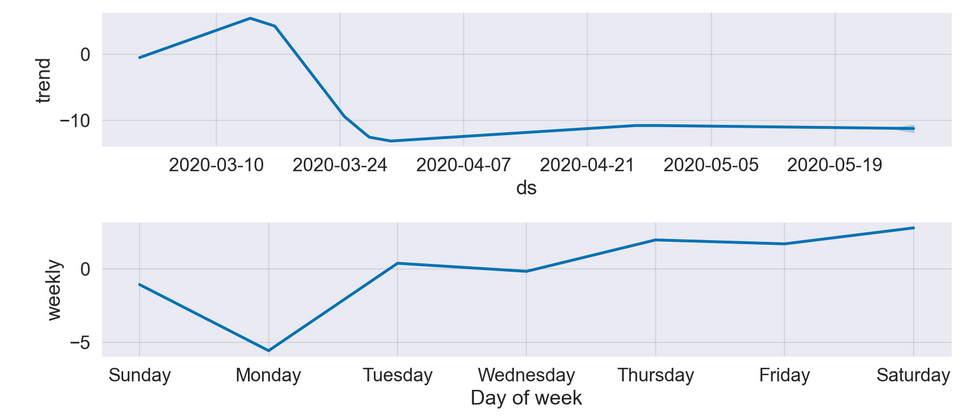 trend
0
−10
2020-03-10 2020-03-24 2020-04-07 2020-04-21 2020-05-05 2020-05-19
ds
weekly
0
−5
Sunday Monday Tuesday Wednesday Thursday Friday Saturday
Day of week